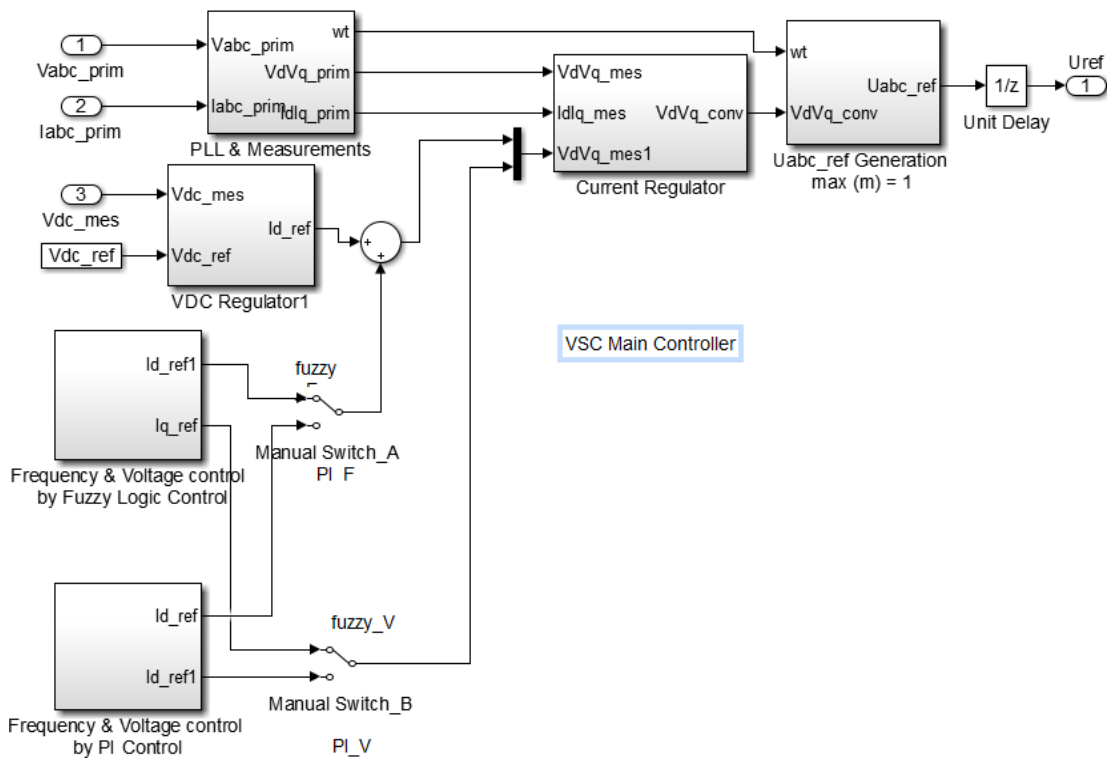 1
Vabc_prim
2
Iabc_prim
Vabc_prim
Iabc_prim
wt
VdVq_prim
IdIq_prim
PLL & Measurements
VdVq_mes
IdIq_mes
VdVq_mes1
VdVq_conv
Current Regulator
wt
VdVq_conv
Uabc_ref
Uabc_ref Generation
max (m) = 1
1/z
Unit Delay
Uref
1
3
Vdc_mes
Vdc_ref
Vdc_mes
Vdc_ref
Id_ref
VDC Regulator1
+
+
VSC Main Controller
Id_ref1
Iq_ref
Frequency & Voltage control
by Fuzzy Logic Control
fuzzy
Manual Switch_A
PI_F
Id_ref
Id_ref1
Frequency & Voltage control
by PI Control
fuzzy_V
Manual Switch_B
PI_V